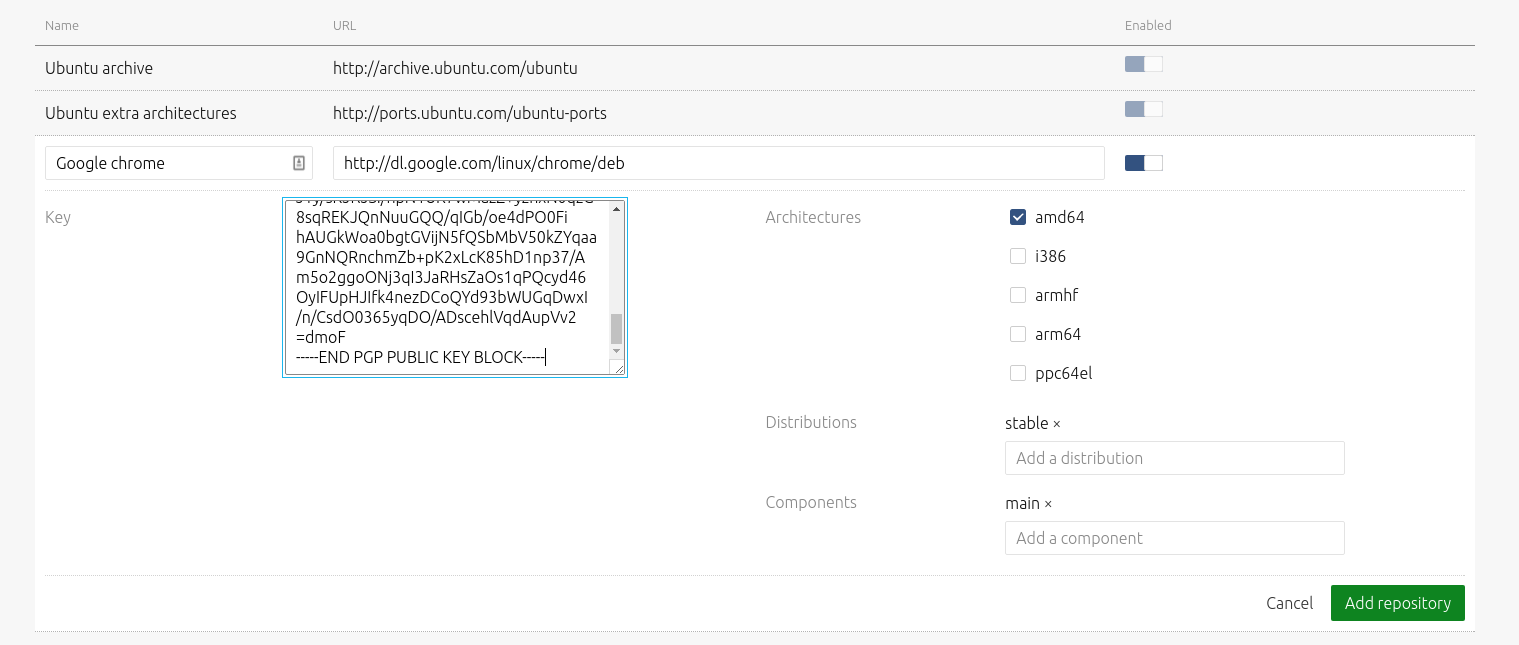 Name URL Enabled
Ubuntu archive http://archive.ubuntu.com/ubuntu
Ubuntu extra architectures http://ports.ubuntu.com/ubuntu-ports
Google chrome http://dl.google.com/linux/chrome/deb
Key
8sqREKJQnNuuGQQ/qIGb/oe4dPO0Fi
hAUGkWoa0bgtGVijN5fQSbMbV50kZYqaa
9GnNQRnchmZb+pK2xLcK85hD1np37/A
m5o2ggoONj3qI3JaRHsZaOs1qPQcyd46
OyIFUpHJIfk4nezDCoQYd93bWUGqDwxI
/n/CsdO0365yqDO/ADscehlVqdAupVv2
=dmoF
-----END PGP PUBLIC KEY BLOCK-----
Architectures
amd64
i386
armhf
arm64
ppc64el
Distributions
stable ×
Add a distribution
Components
main ×
Add a component
Cancel Add repository